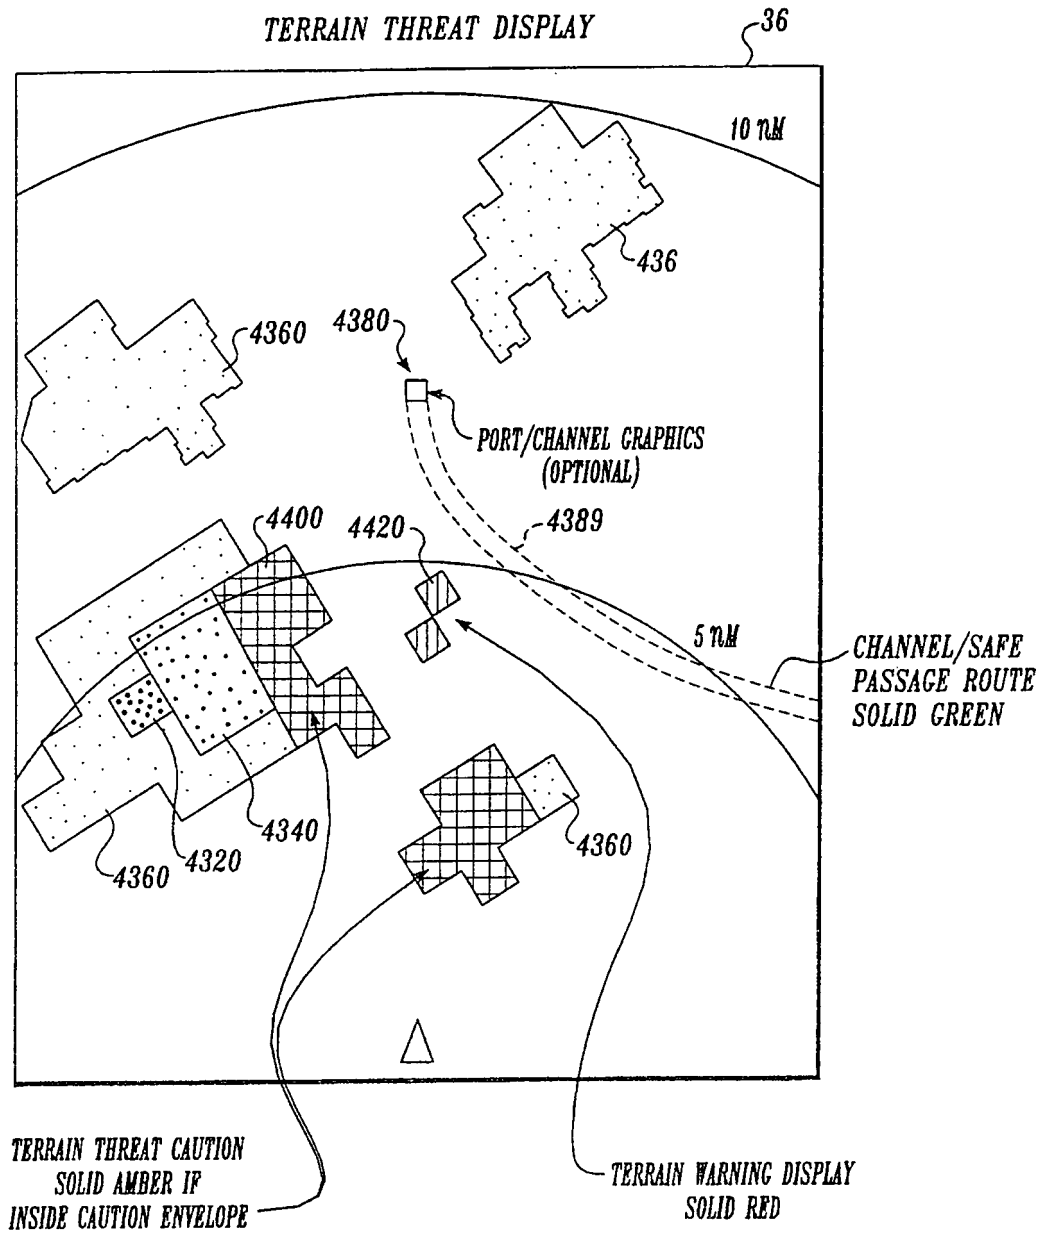 TERRAIN THREAT DISPLAY
36
10 nM
436
4360
4380
PORT/CHANNEL GRAPHICS
(OPTIONAL)
4400
4420
4389
5 nM
CHANNEL/SAFE
PASSAGE ROUTE
SOLID GREEN
4340
4320
4360
4360
TERRAIN THREAT CAUTION
SOLID AMBER IF
INSIDE CAUTION ENVELOPE
TERRAIN WARNING DISPLAY
SOLID RED